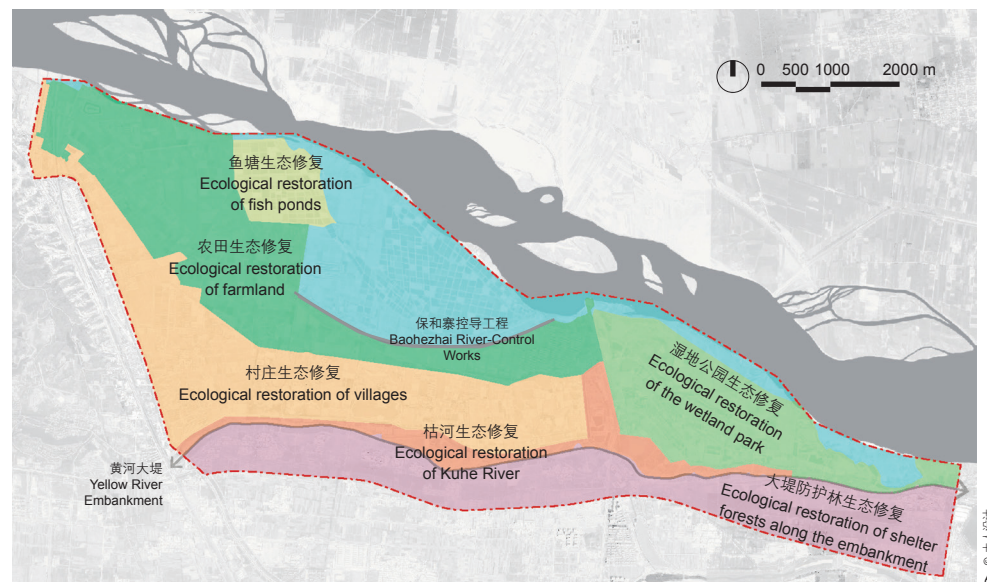 0 500 1000 2000 m
鱼塘生态修复
Ecological restoration
of fish ponds
农田生态修复
Ecological restoration
of farmland
保和寨控导工程
Baohezhai River-Control
Works
湿地公园生态修复
Ecological restoration
of the wetland park
村庄生态修复
Ecological restoration of villages
枯河生态修复
Ecological restoration
of Kuhe River
黄河大堤
Yellow River
Embankment
大堤防护林生态修复
Ecological restoration of shelter
forests along the embankment